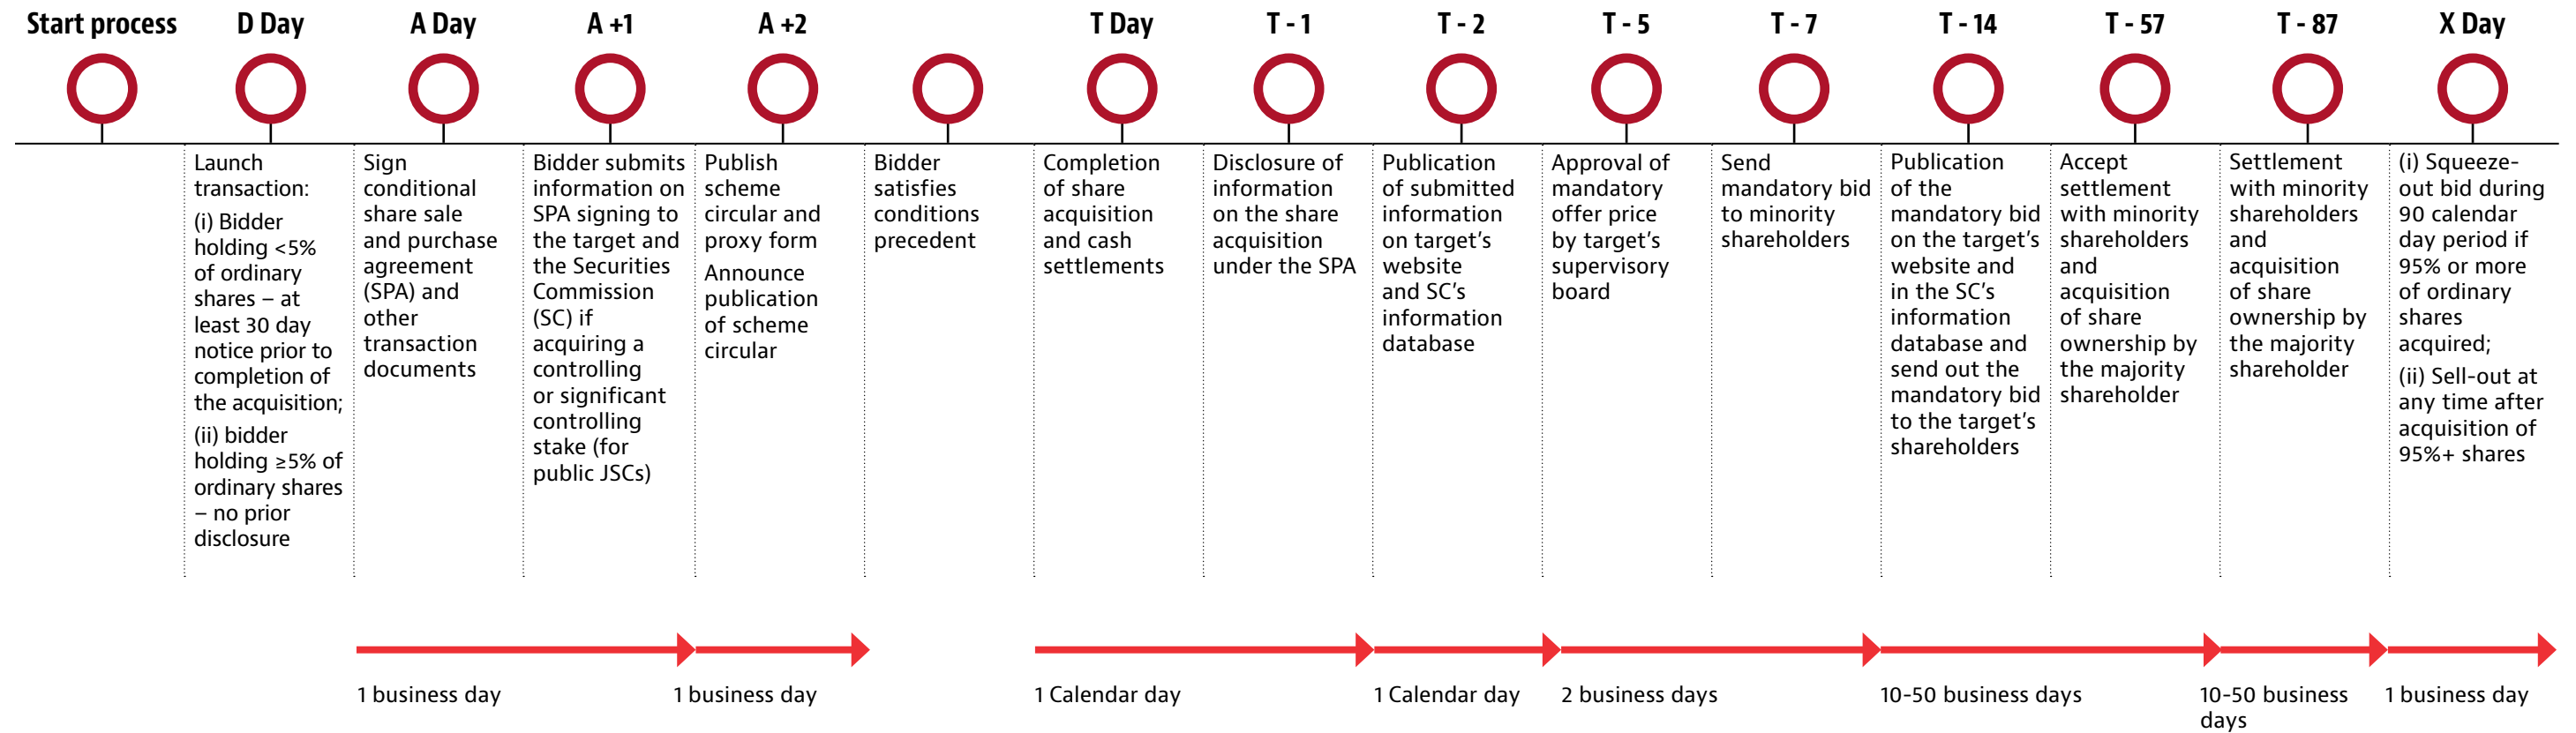 Start process
D Day
A Day
A +1
A +2
T Day
T - 1
T - 2
T - 5
T - 7
T - 14
T - 57
T - 87
X Day
Launch
transaction:
(i) Bidder
holding <5%
of ordinary
shares – at
least 30 day
notice prior to
completion of
the acquisition;
(ii) bidder
holding ≥5% of
ordinary shares
– no prior
disclosure
Sign
conditional
share sale
and purchase
agreement
(SPA) and
other
transaction
documents
Bidder submits
information on
SPA signing to
the target and
the Securities
Commission
(SC) if
acquiring a
controlling
or significant
controlling
stake (for
public JSCs)
Publish
scheme
circular and
proxy form
Announce
publication
of scheme
circular
Bidder
satisfies
conditions
precedent
Completion
of share
acquisition
and cash
settlements
Disclosure of
information
on the share
acquisition
under the SPA
Publication
of submitted
information
on target's
website
and SC's
information
database
Approval of
mandatory
offer price
by target's
supervisory
board
Send
mandatory bid
to minority
shareholders
Publication
of the
mandatory bid
on the target's
website and
in the SC's
information
database and
send out the
mandatory bid
to the target's
shareholders
Accept
settlement
with minority
shareholders
and
acquisition
of share
ownership by
the majority
shareholder
Settlement
with minority
shareholders
and
acquisition
of share
ownership by
the majority
shareholder
(i) Squeeze-
out bid during
90 calendar
day period if
95% or more
of ordinary
shares
acquired;
(ii) Sell-out at
any time after
acquisition of
95%+ shares
1 business day
1 business day
1 Calendar day
1 Calendar day
2 business days
10-50 business days
10-50 business
days
1 business day